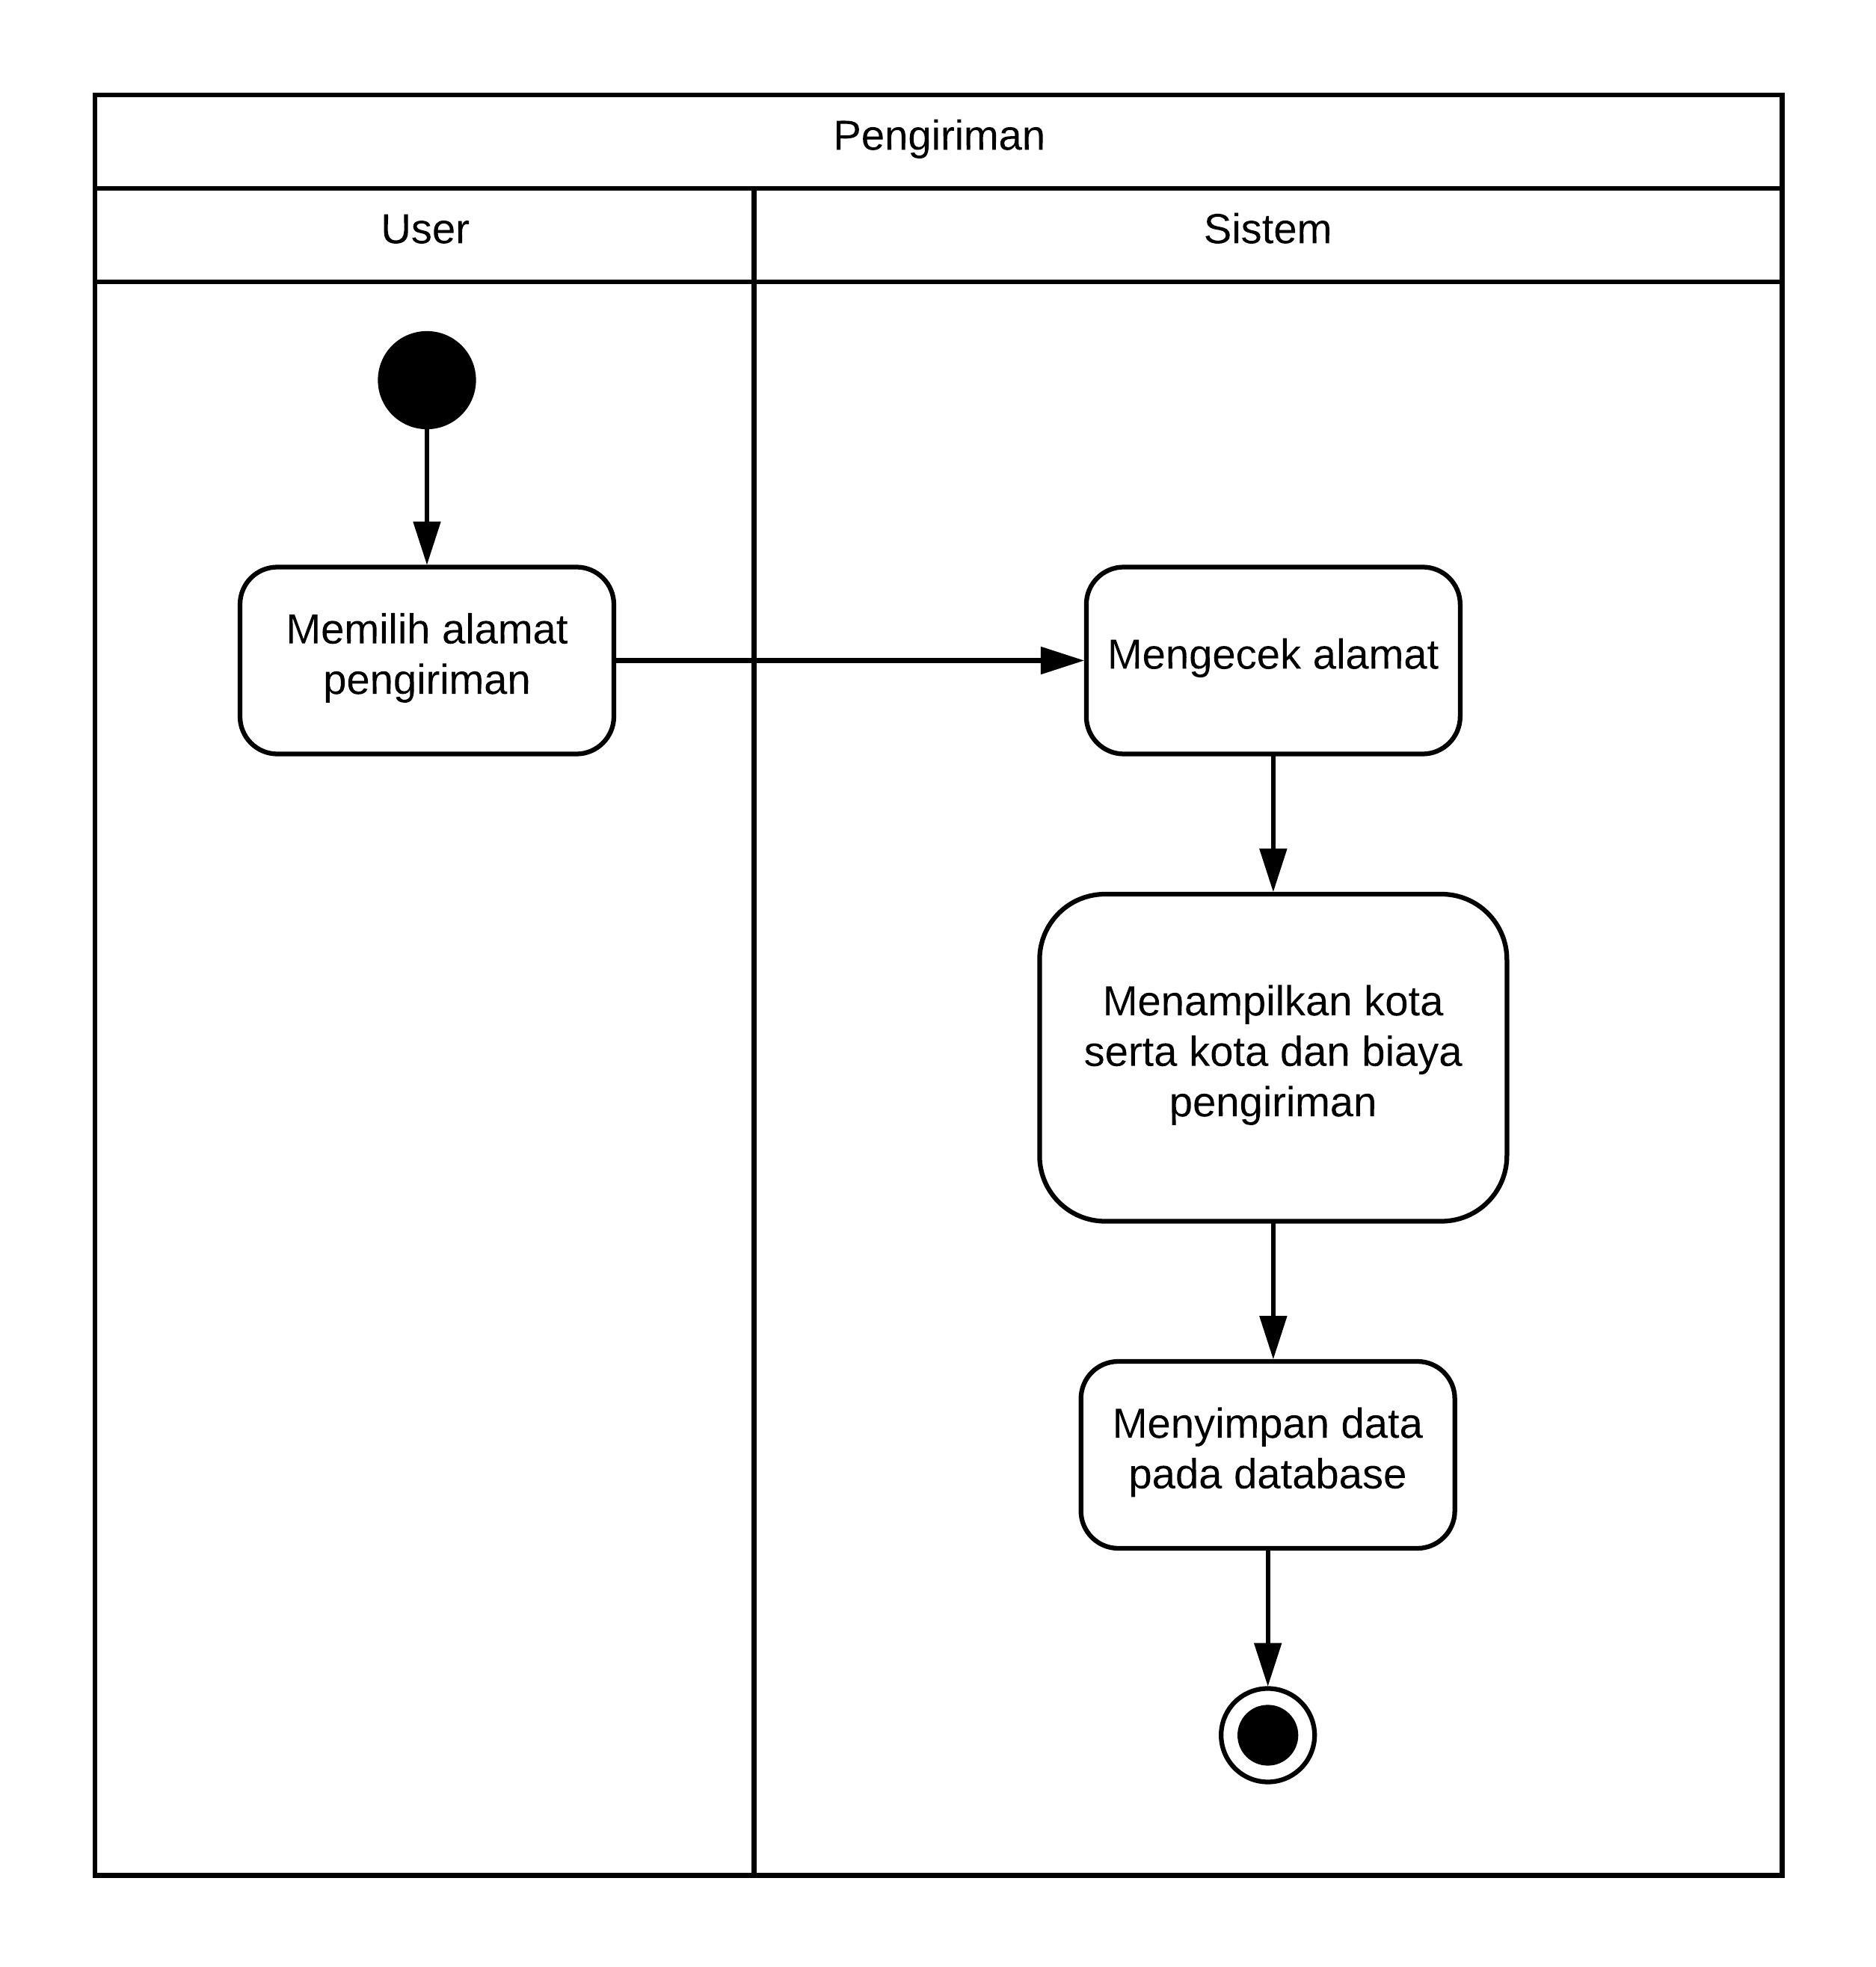 Pengiriman
User
Sistem
Memilih alamat
pengiriman
Mengecek alamat
Menampilkan kota
serta kota dan biaya
pengiriman
Menyimpan data
pada database